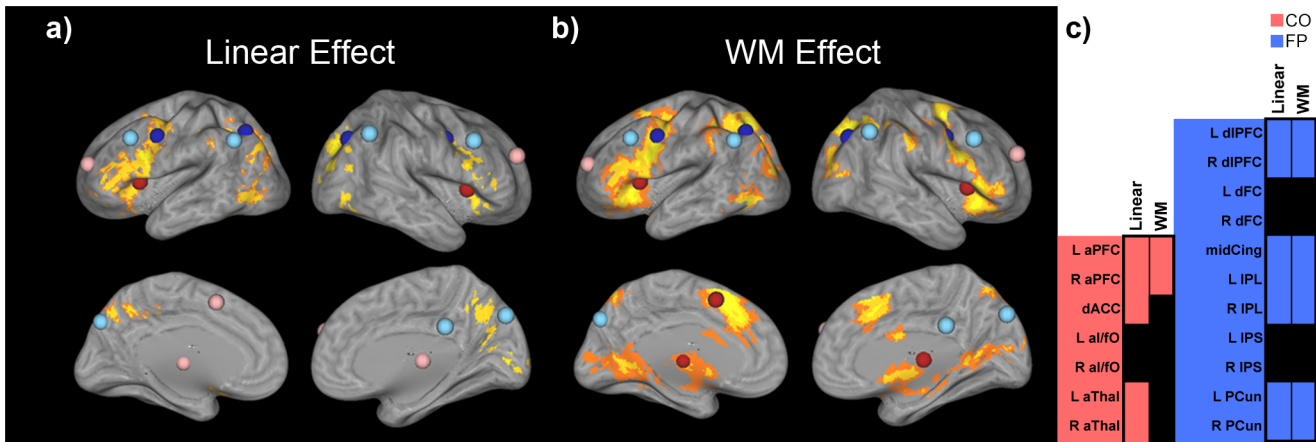 a)
Linear Effect
b)
WM Effect
c)
CO
FP
Linear
WM
L aPFC
R aPFC
dACC
L aI/fO
R aI/fO
L aThal
R aThal
Linear
WM
L dlPFC
R dlPFC
L dFC
R dFC
midCing
L IPL
R IPL
L IPS
R IPS
L PCun
R PCun